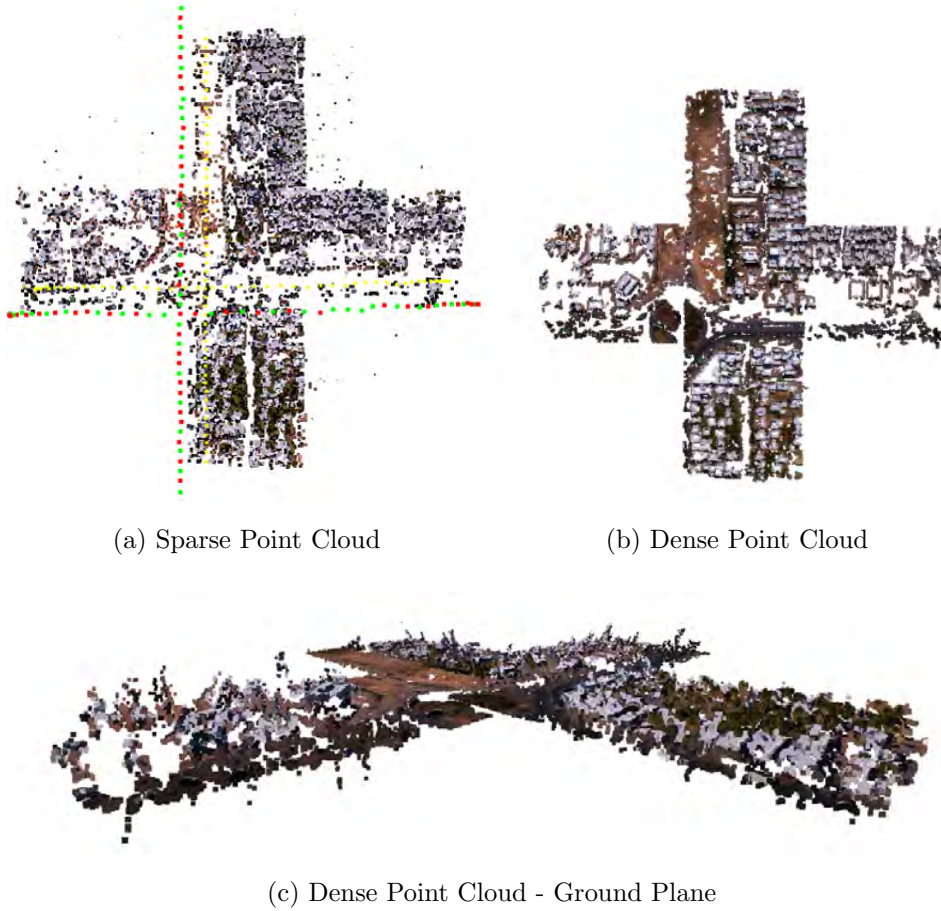 (a) Sparse Point Cloud
(b) Dense Point Cloud
(c) Dense Point Cloud - Ground Plane